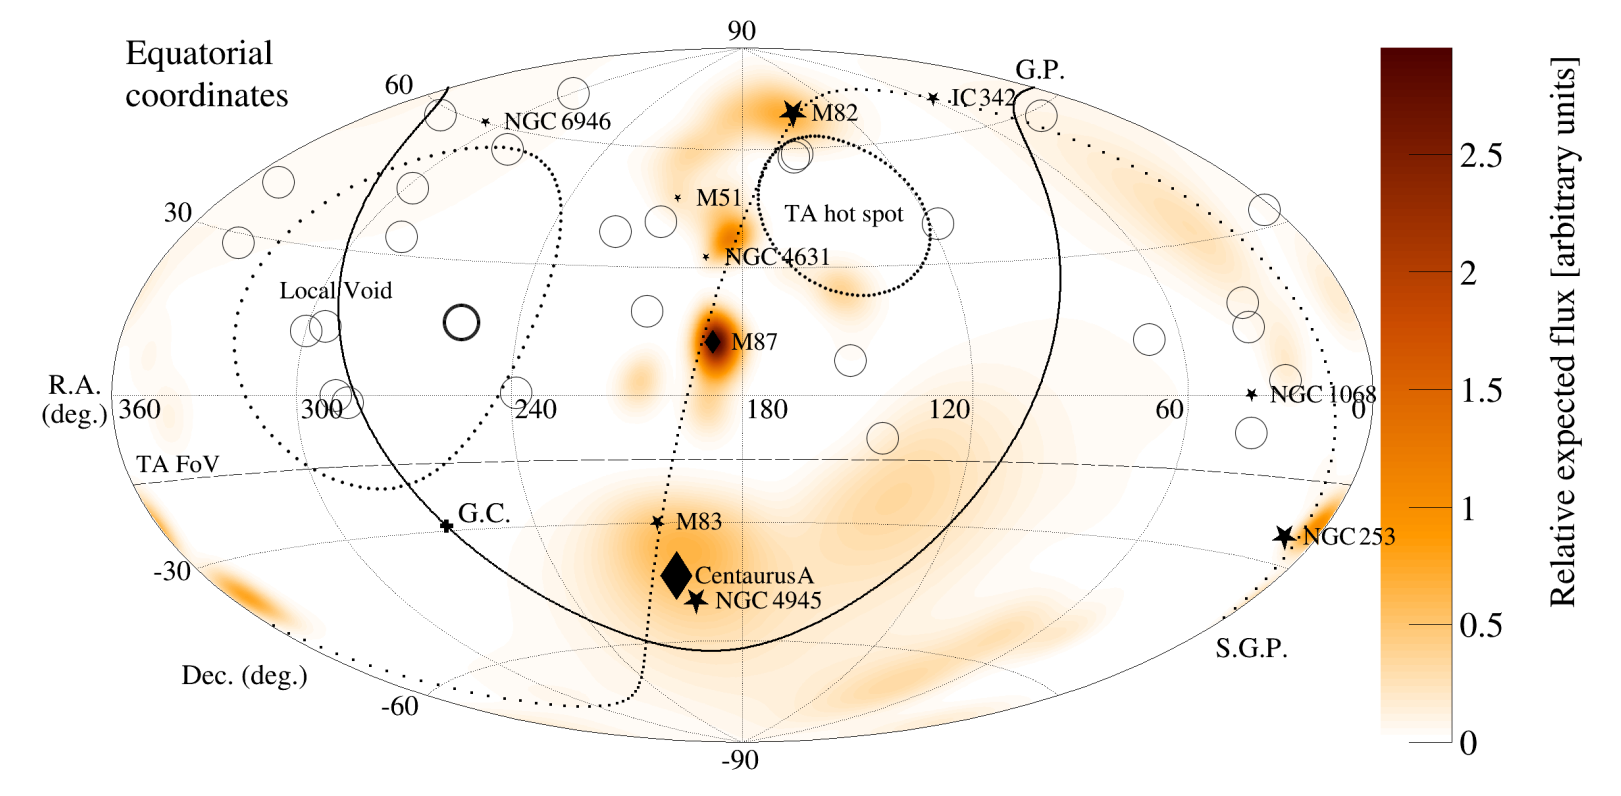 Equatorial
coordinates
90
G.P.
60
IC 342
M82
NGC 6946
M51
30
TA hot spot
NGC 4631
Local Void
M87
R.A.
(deg.)
360
300
240
180
120
60
0
NGC 1068
TA FoV
G.C.
M83
NGC 253
-30
Centaurus A
NGC 4945
S.G.P.
Dec. (deg.)
-60
-90
2.5
2
1.5
1
0.5
0
Relative expected flux [arbitrary units]